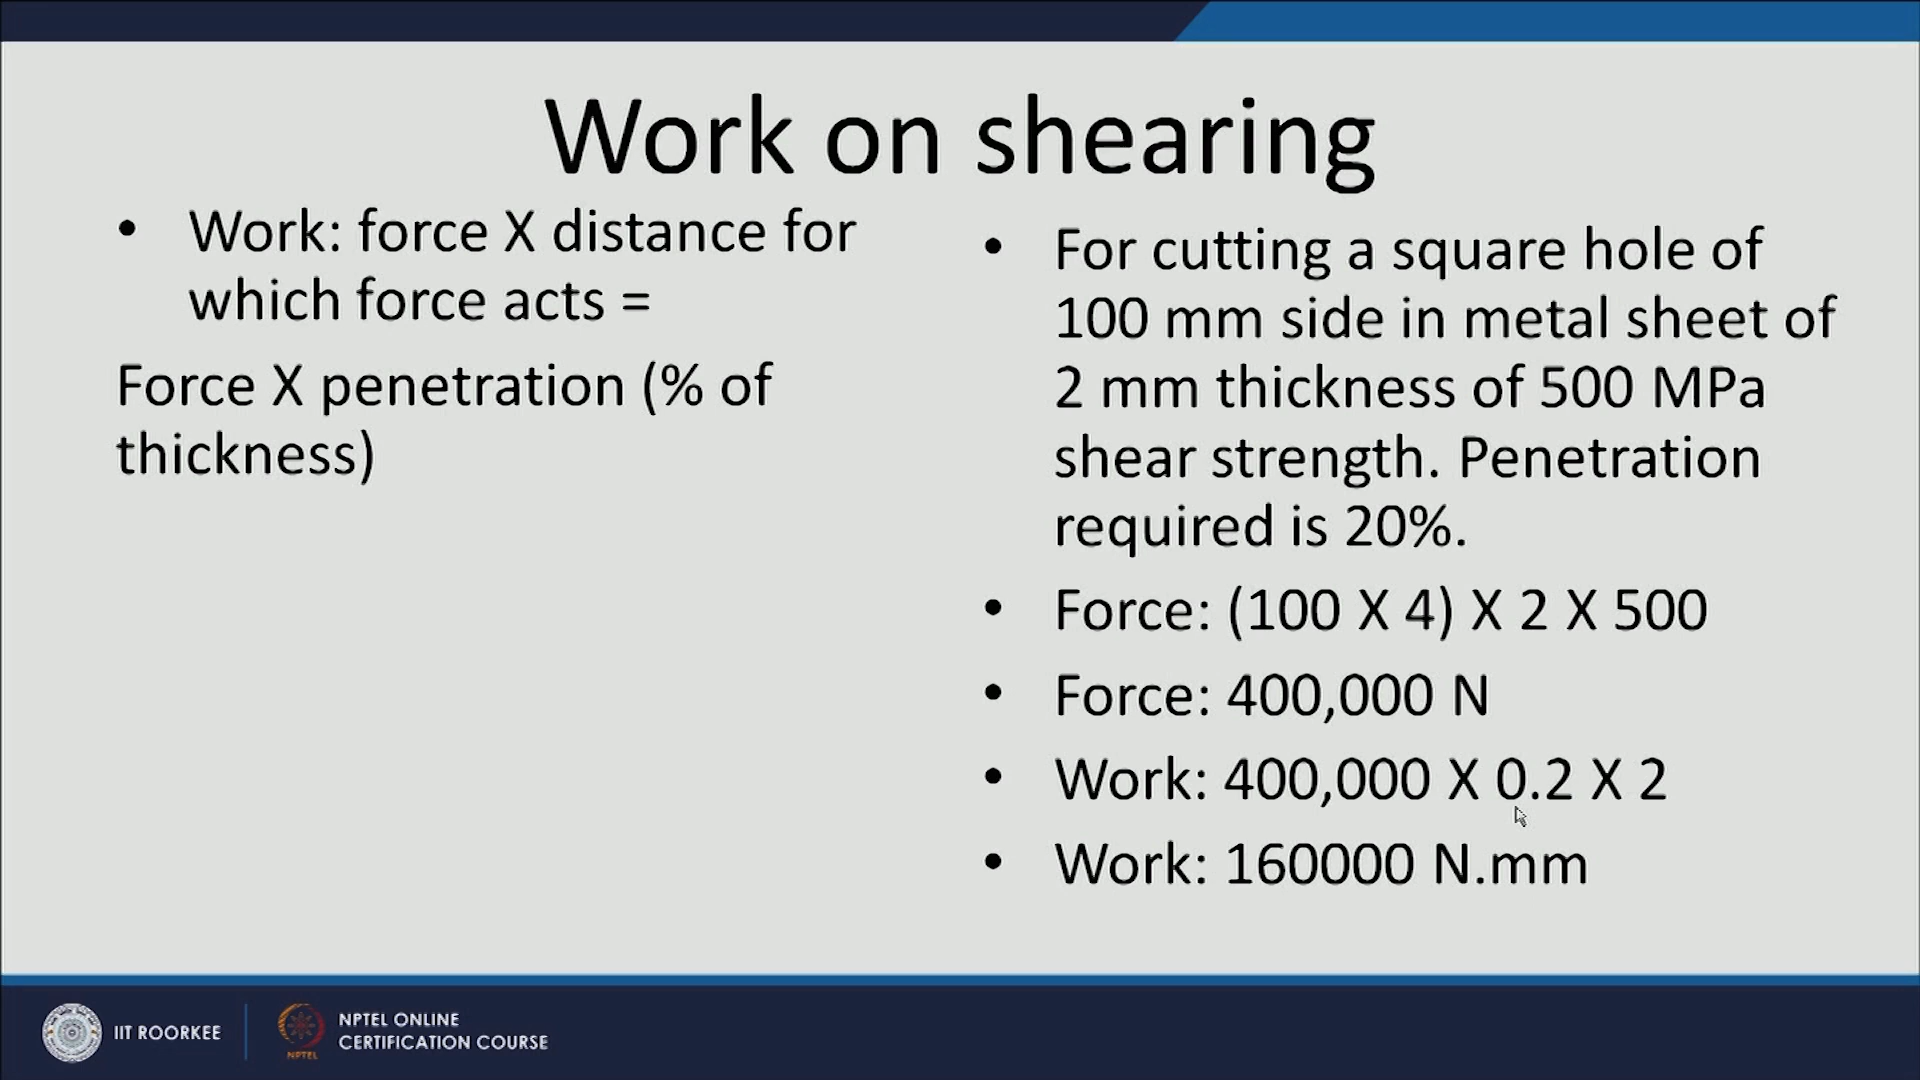 Work on shearing
• Work: force X distance for
which force acts =
Force X penetration (% of
thickness)
• For cutting a square hole of
100 mm side in metal sheet of
2 mm thickness of 500 MPa
shear strength. Penetration
required is 20%.
• Force: (100 X 4) X 2 X 500
• Force: 400,000 N
• Work: 400,000 X 0.2 X 2
• Work: 160000 N.mm
IIT ROORKEE
NPTEL
NPTEL ONLINE
CERTIFICATION COURSE